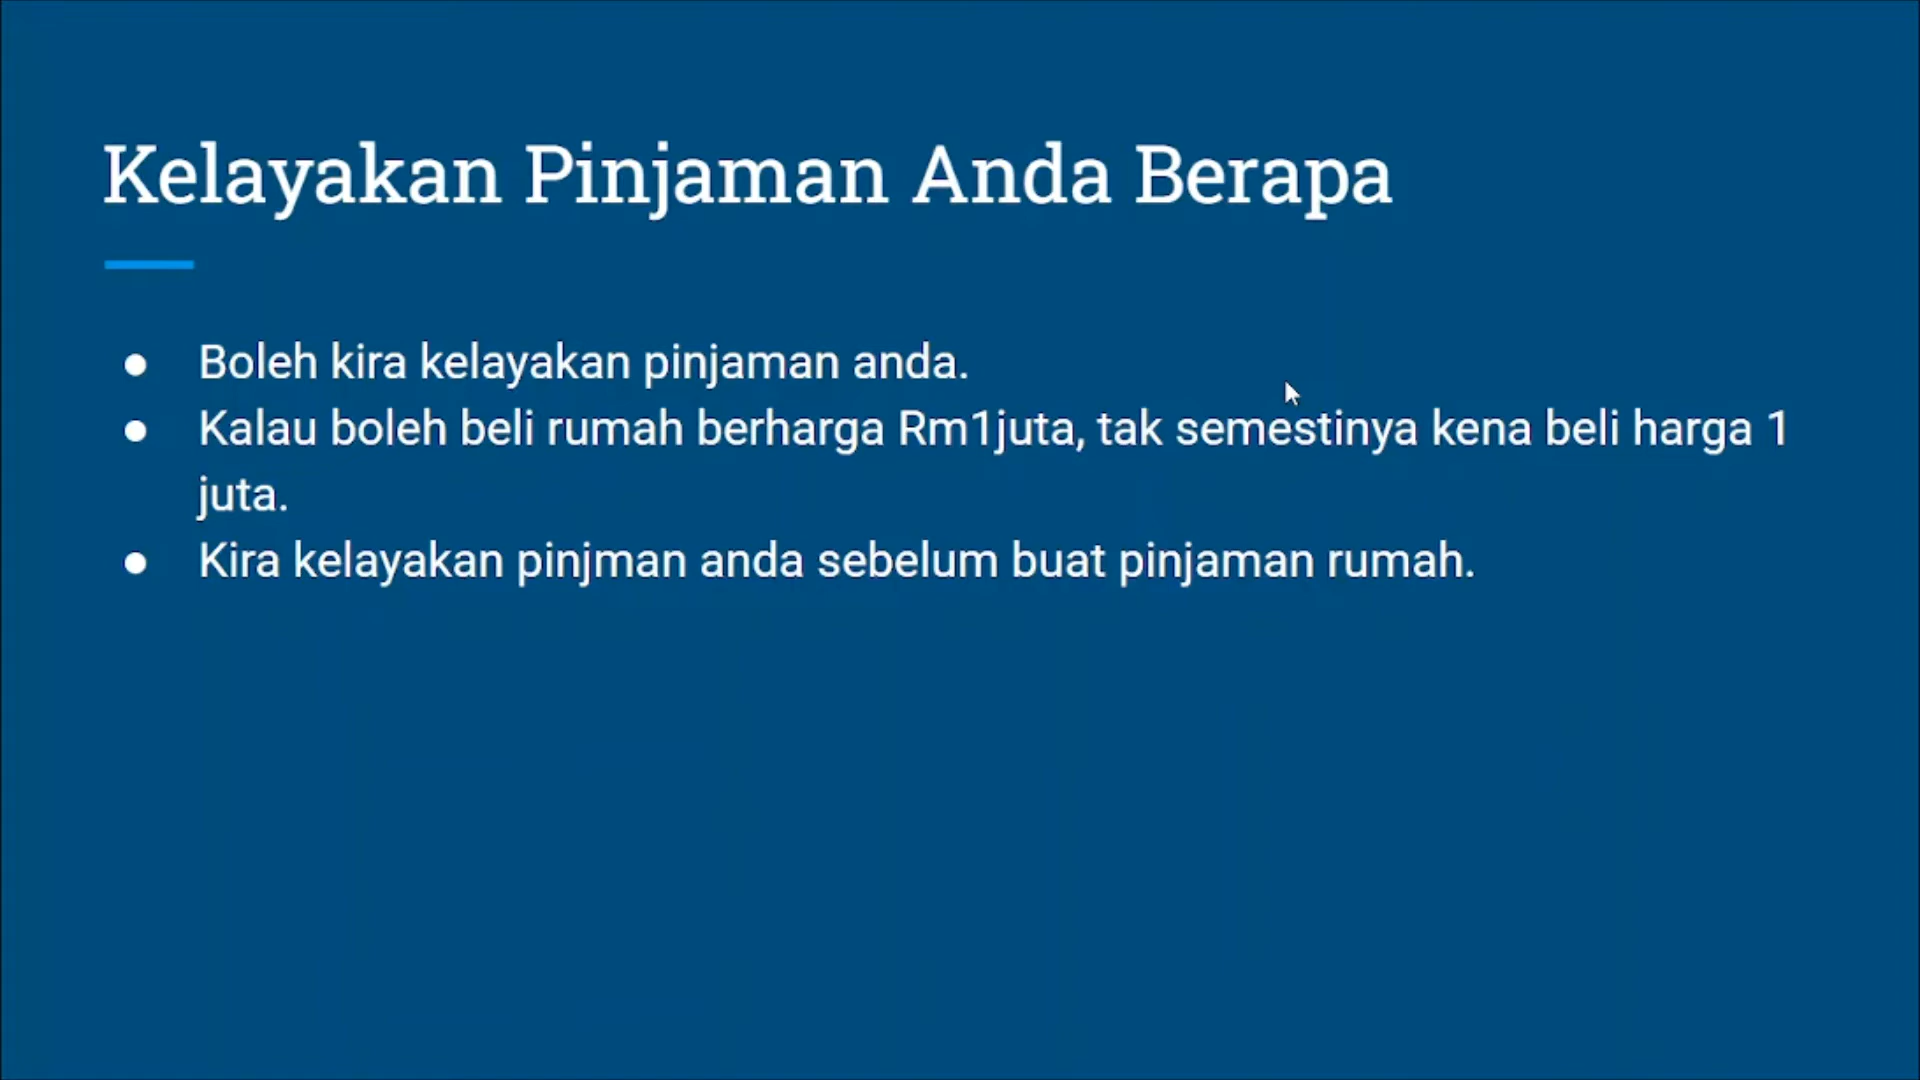 Kelayakan Pinjaman Anda Berapa
● Boleh kira kelayakan pinjaman anda.
● Kalau boleh beli rumah berharga Rm1juta, tak semestinya kena beli harga 1
juta.
● Kira kelayakan pinjman anda sebelum buat pinjaman rumah.